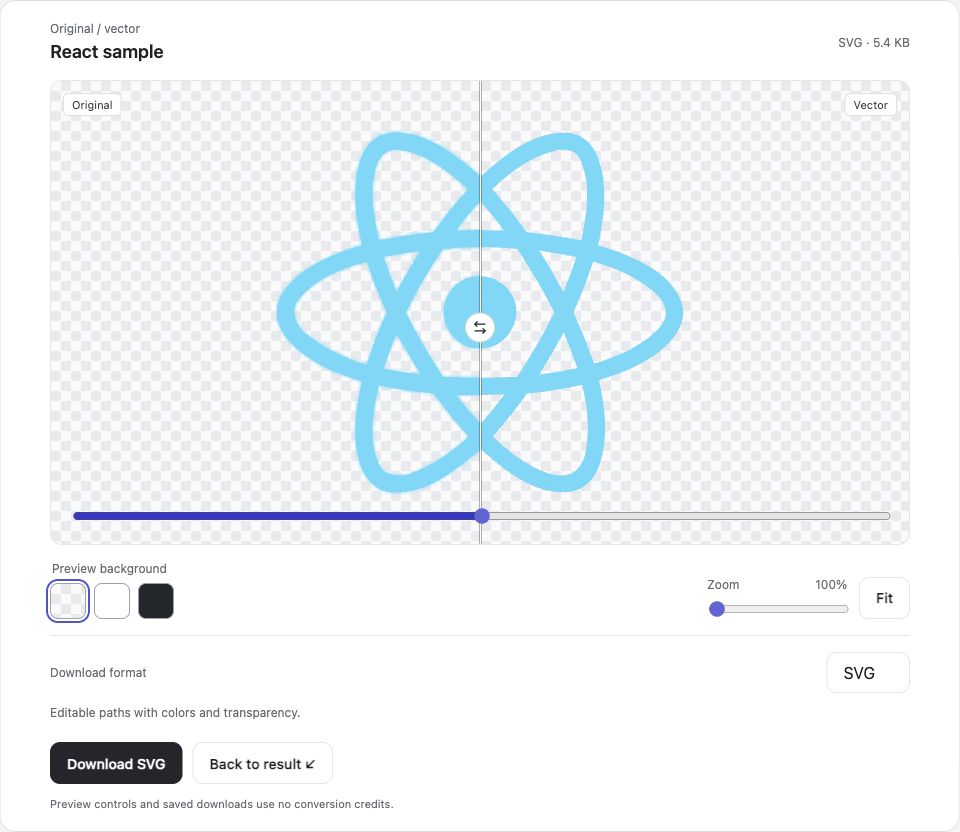 Original / vector
React sample
SVG · 5.4 KB
Original
Vector
Preview background
Zoom
100%
Fit
Download format
SVG
Editable paths with colors and transparency.
Download SVG
Back to result ↙
Preview controls and saved downloads use no conversion credits.